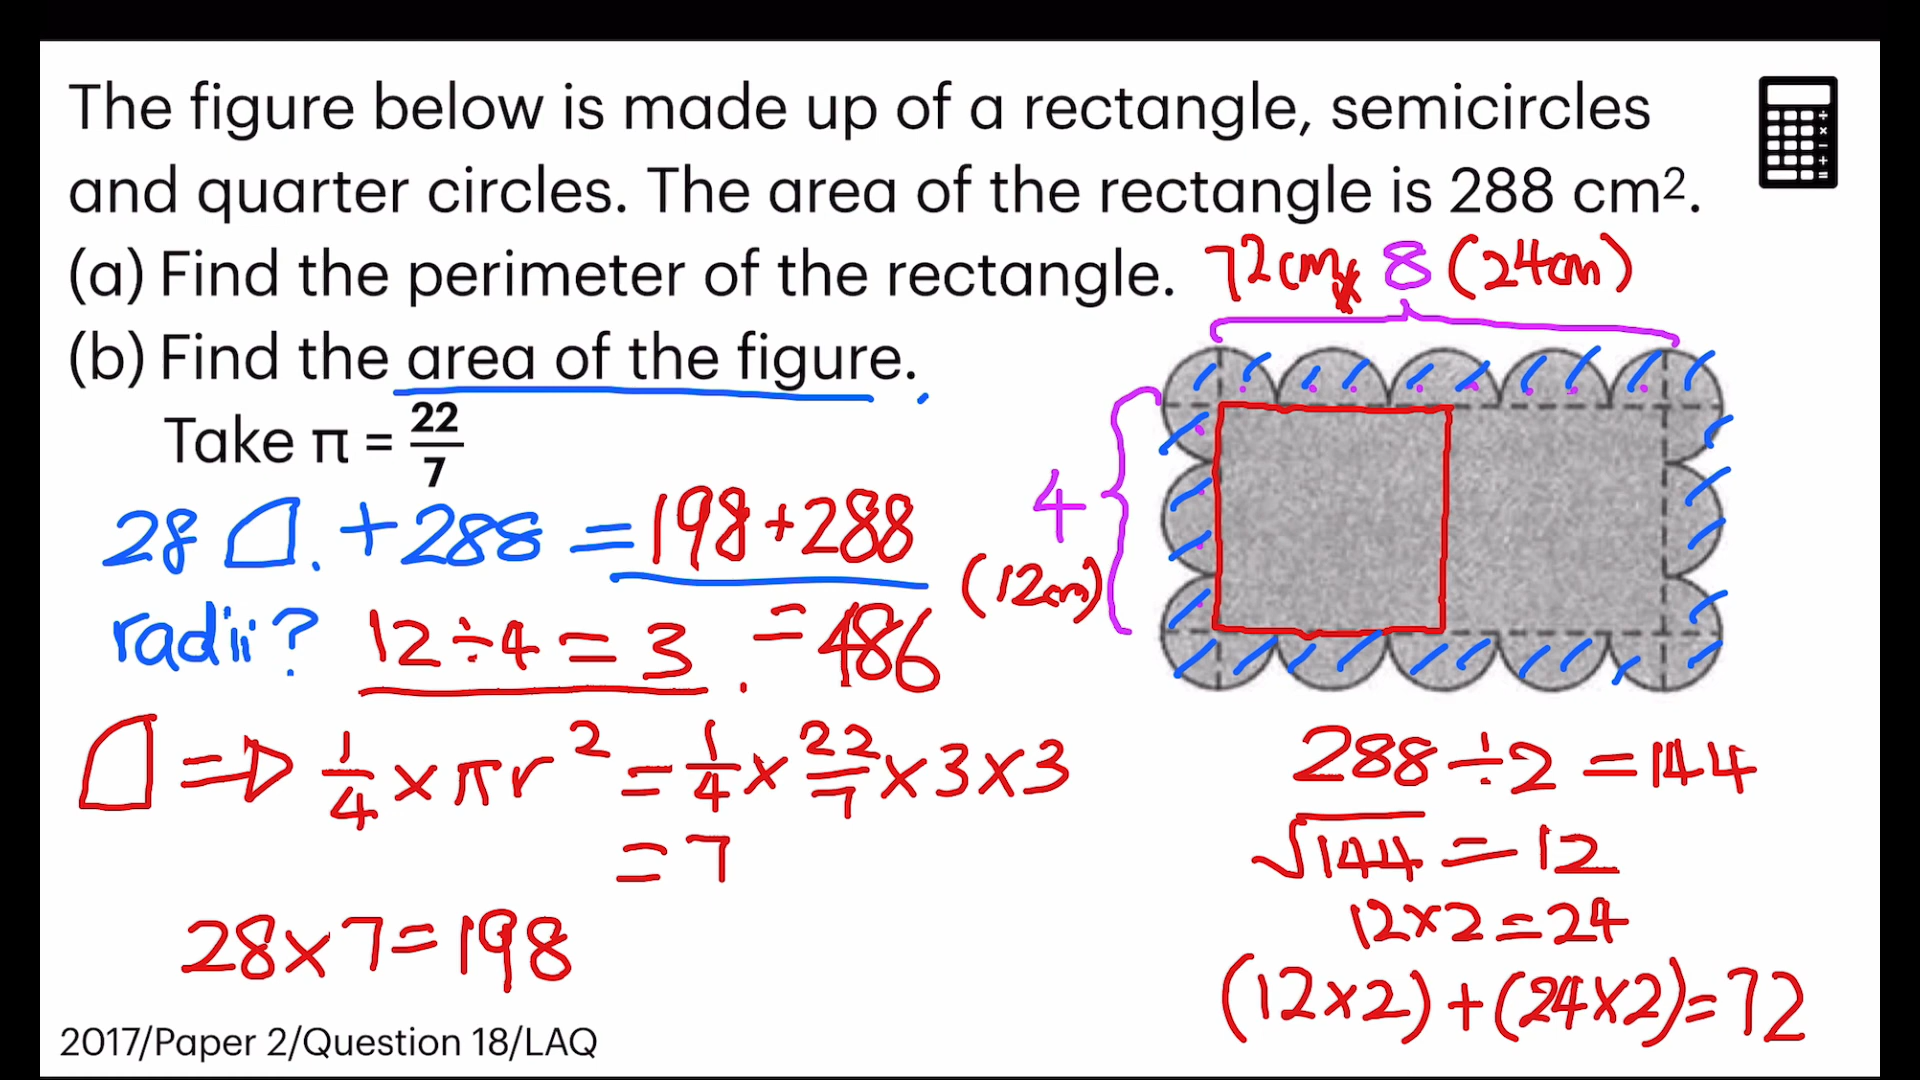 The figure below is made up of a rectangle, semicircles
and quarter circles. The area of the rectangle is 288 cm².
(a) Find the perimeter of the rectangle. 72cm
8 (24cm)
(b) Find the area of the figure.
Take π = 22/7
28 + 288 = 198 + 288
= 486
radii? 12 ÷ 4 = 3
4
(12cm)
1/4 × πr² = 1/4 × 22/7 × 3 × 3
= 7
28 × 7 = 198
288 ÷ 2 = 144
√144 = 12
12 × 2 = 24
(12 × 2) + (24 × 2) = 72
2017/Paper 2/Question 18/LAQ